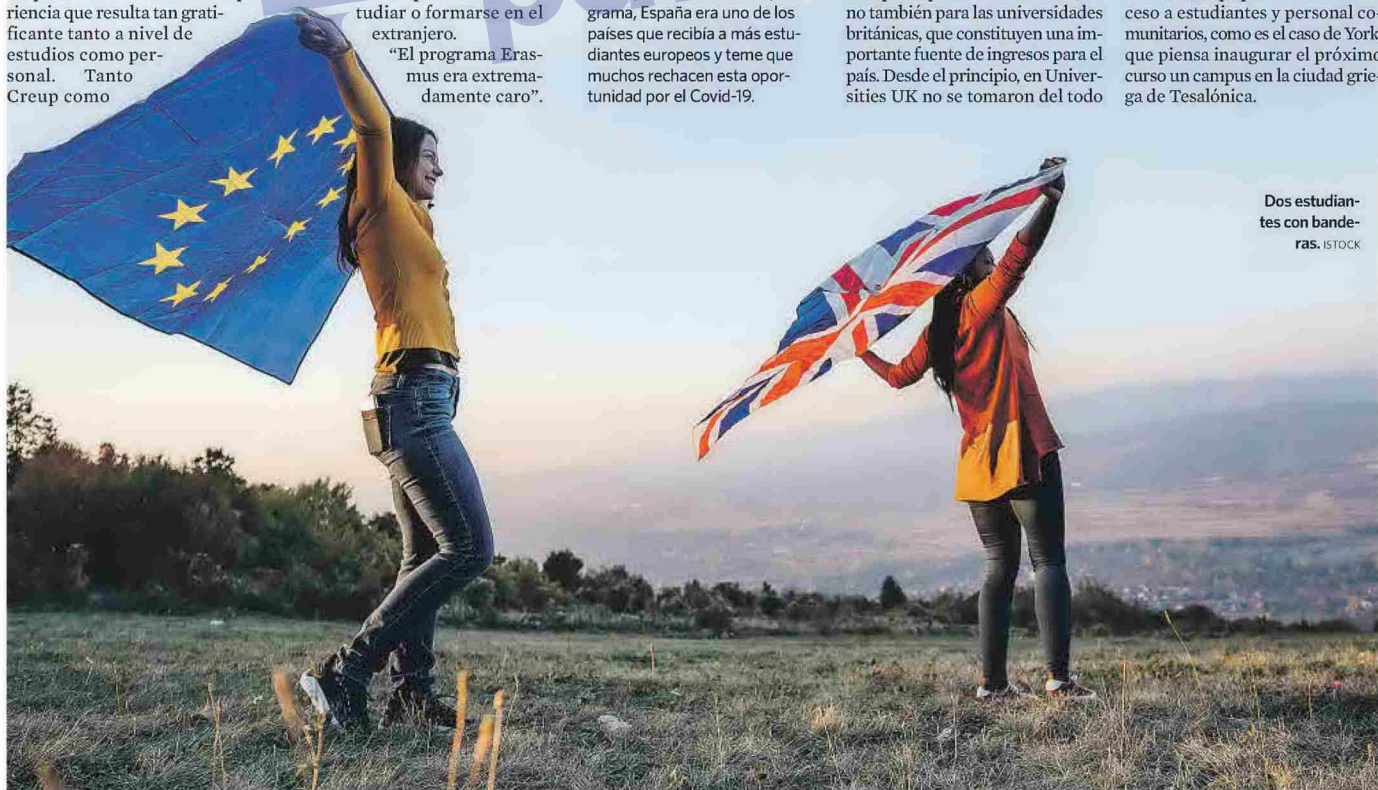 riencia que resulta tan grati-
ficante tanto a nivel de
estudios como per-
sonal. Tanto
Creup como
tudiar o formarse en el
extranjero.
"El programa Eras-
mus era extrema-
damente caro".
grama, España era uno de los
países que recibía a más estu-
diantes europeos y teme que
muchos rechacen esta opor-
tunidad por el Covid-19.
no también para las universidades
británicas, que constituyen una im-
portante fuente de ingresos para el
país. Desde el principio, en Univer-
sities UK no se tomaron del todo
ceso a estudiantes y personal co-
munitarios, como es el caso de York
que piensa inaugurar el próximo
curso un campus en la ciudad grie-
ga de Tesalónica.
Dos estudian-
tes con bande-
ras. ISTOCK